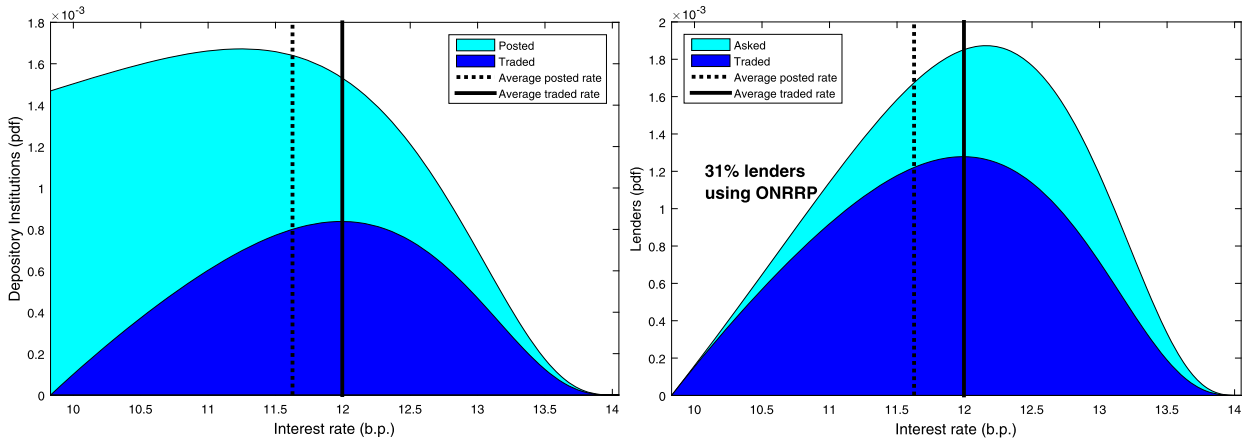 ×10⁻³
1.8
1.6
1.4
1.2
1
0.8
0.6
0.4
0.2
0
Depository Institutions (pdf)
Posted
Traded
Average posted rate
Average traded rate
10
10.5
11
11.5
12
12.5
13
13.5
14
Interest rate (b.p.)
×10⁻³
2
1.8
1.6
1.4
1.2
1
0.8
0.6
0.4
0.2
0
Lenders (pdf)
Asked
Traded
Average posted rate
Average traded rate
31% lenders
using ONRRP
10
10.5
11
11.5
12
12.5
13
13.5
14
Interest rate (b.p.)